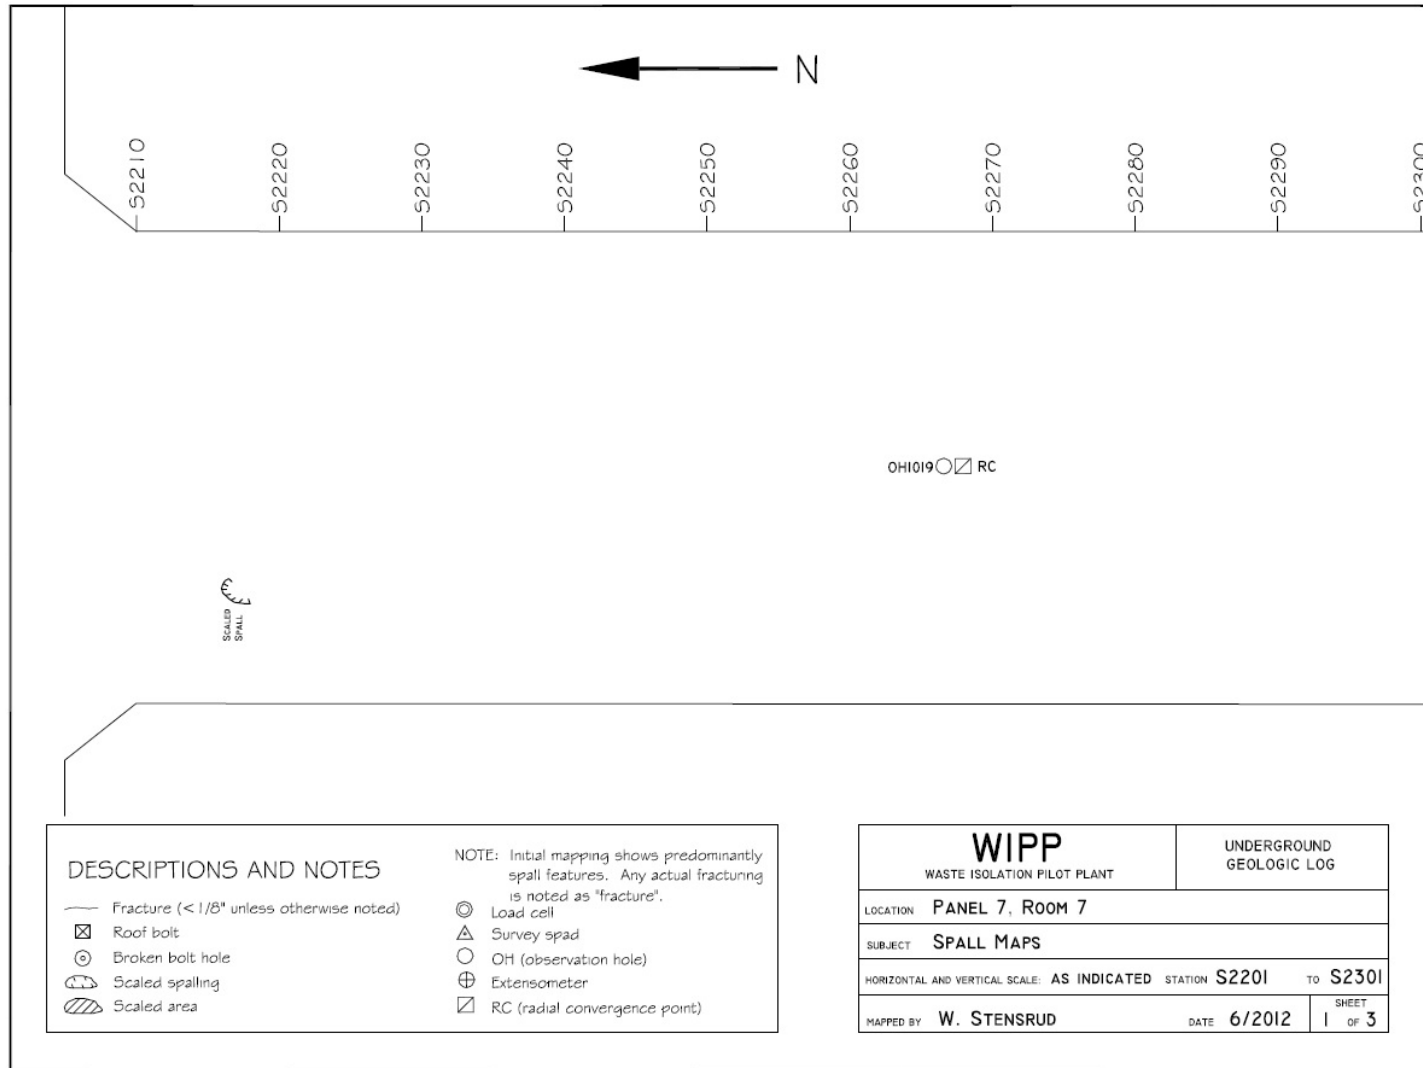 N
S2210
S2220
S2230
S2240
S2250
S2260
S2270
S2280
S2290
S2300
OH1019 RC
SCALED
SPALL
DESCRIPTIONS AND NOTES
Fracture (< 1/8" unless otherwise noted)
Roof bolt
Broken bolt hole
Scaled spalling
Scaled area
NOTE: Initial mapping shows predominantly
spall features. Any actual fracturing
is noted as "fracture".
Load cell
Survey spad
OH (observation hole)
Extensometer
RC (radial convergence point)
WIPP
WASTE ISOLATION PILOT PLANT
UNDERGROUND
GEOLOGIC LOG
LOCATION PANEL 7, ROOM 7
SUBJECT SPALL MAPS
HORIZONTAL AND VERTICAL SCALE: AS INDICATED STATION S2201 TO S2301
MAPPED BY W. STENSRUD DATE 6/2012
SHEET
1 OF 3